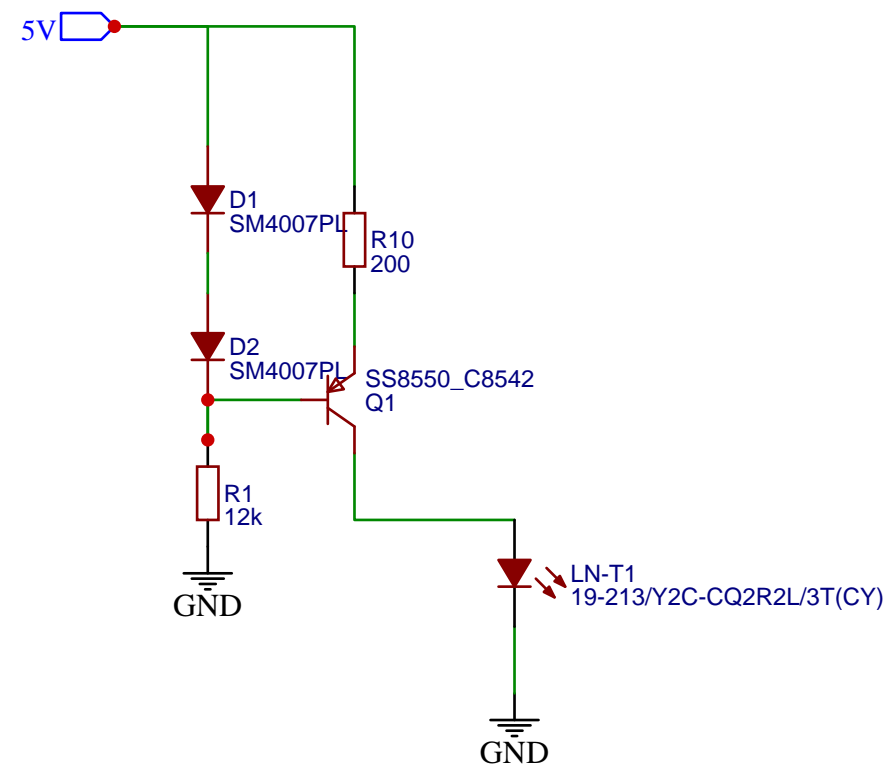 5V
D1
SM4007PL
R10
200
D2
SM4007PL
SS8550_C8542
Q1
R1
12k
GND
LN-T1
19-213/Y2C-CQ2R2L/3T(CY)
GND